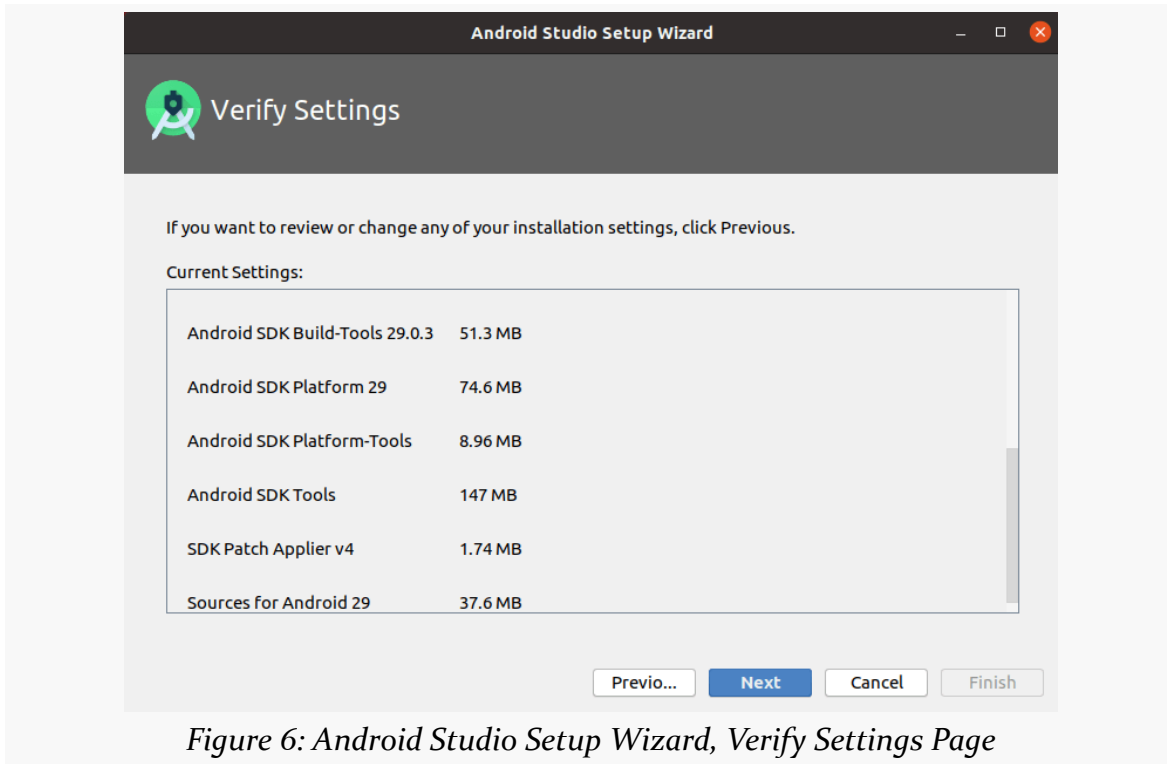 Android Studio Setup Wizard
Verify Settings
If you want to review or change any of your installation settings, click Previous.
Current Settings:
Android SDK Build-Tools 29.0.3 51.3 MB
Android SDK Platform 29 74.6 MB
Android SDK Platform-Tools 8.96 MB
Android SDK Tools 147 MB
SDK Patch Applier v4 1.74 MB
Sources for Android 29 37.6 MB
Previo... Next Cancel Finish
Figure 6: Android Studio Setup Wizard, Verify Settings Page